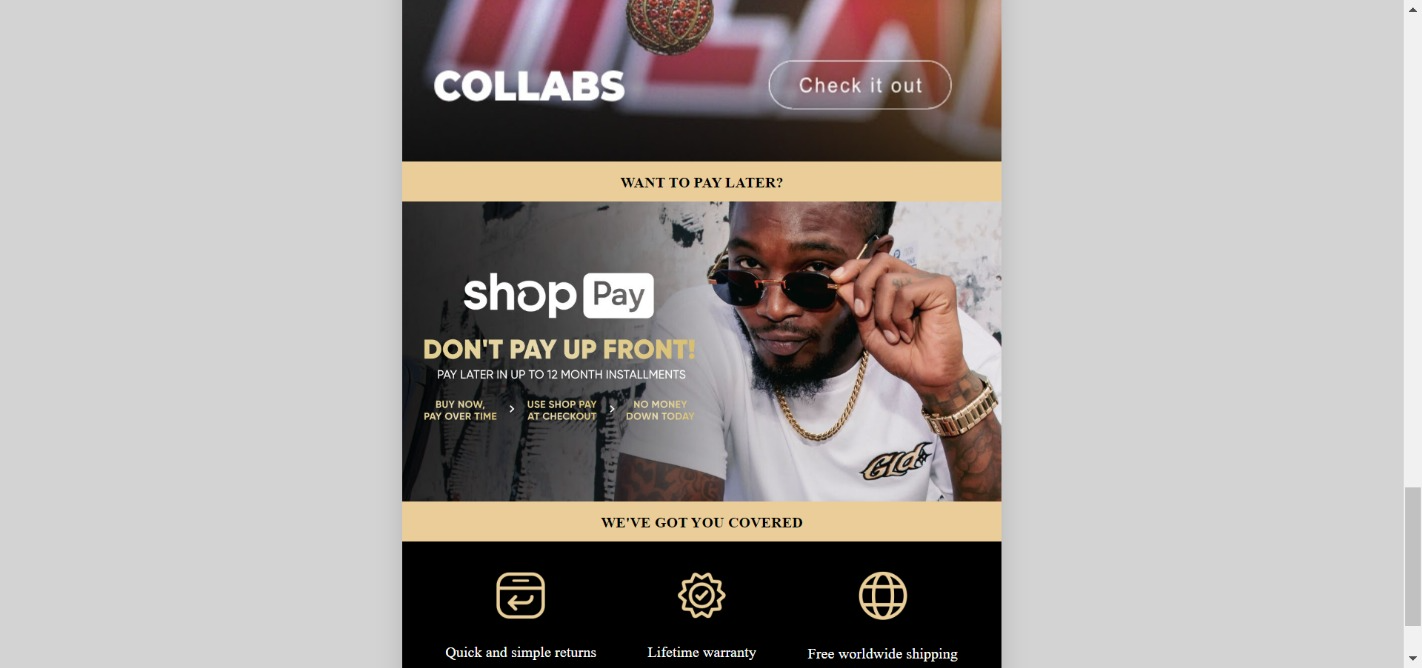 COLLABS
Check it out
WANT TO PAY LATER?
shop Pay
DON'T PAY UP FRONT!
PAY LATER IN UP TO 12 MONTH INSTALLMENTS
BUY NOW,
PAY OVER TIME
USE SHOP PAY
AT CHECKOUT
NO MONEY
DOWN TODAY
GLD
WE'VE GOT YOU COVERED
Quick and simple returns
Lifetime warranty
Free worldwide shipping